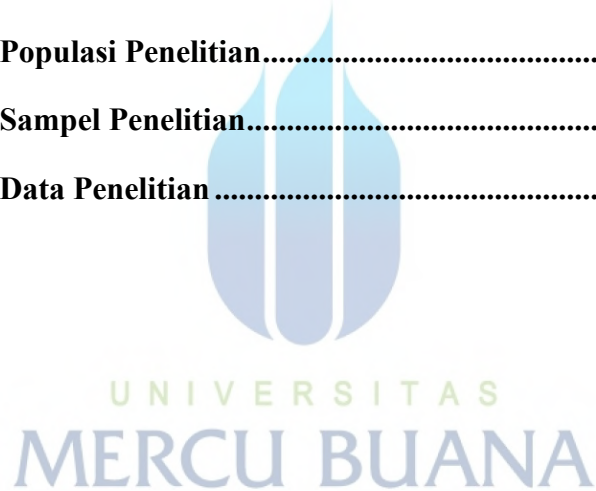 Populasi Penelitian.........................................
Sampel Penelitian...........................................
Data Penelitian ...............................................
UNIVERSITAS
MERCU BUANA